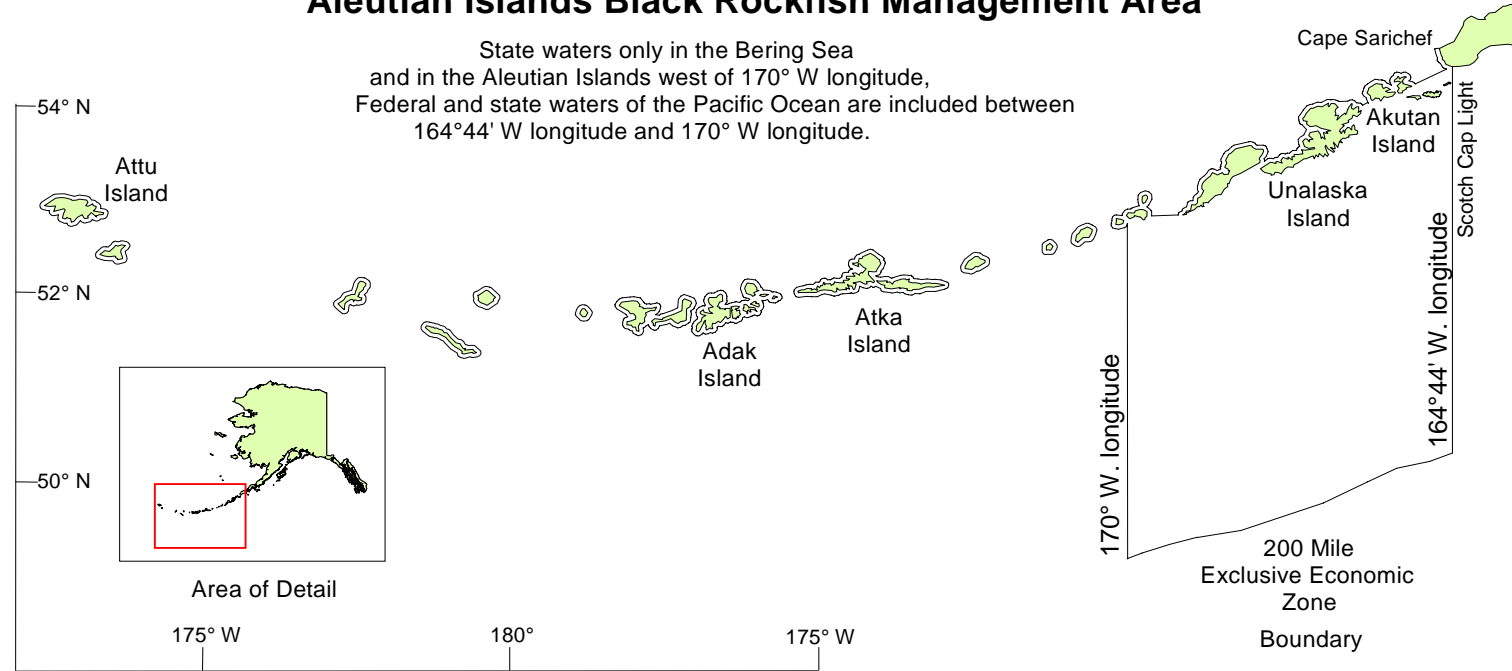 Aleutian Islands Black Rockfish Management Area
State waters only in the Bering Sea
and in the Aleutian Islands west of 170° W longitude,
Federal and state waters of the Pacific Ocean are included between
164°44' W longitude and 170° W longitude.
Cape Sarichef
Scotch Cap Light
54° N
Akutan
Island
Attu
Island
Unalaska
Island
52° N
Atka
Island
Adak
Island
170° W. longitude
164°44' W. longitude
50° N
200 Mile
Exclusive Economic
Zone
Boundary
Area of Detail
175° W
180°
175° W